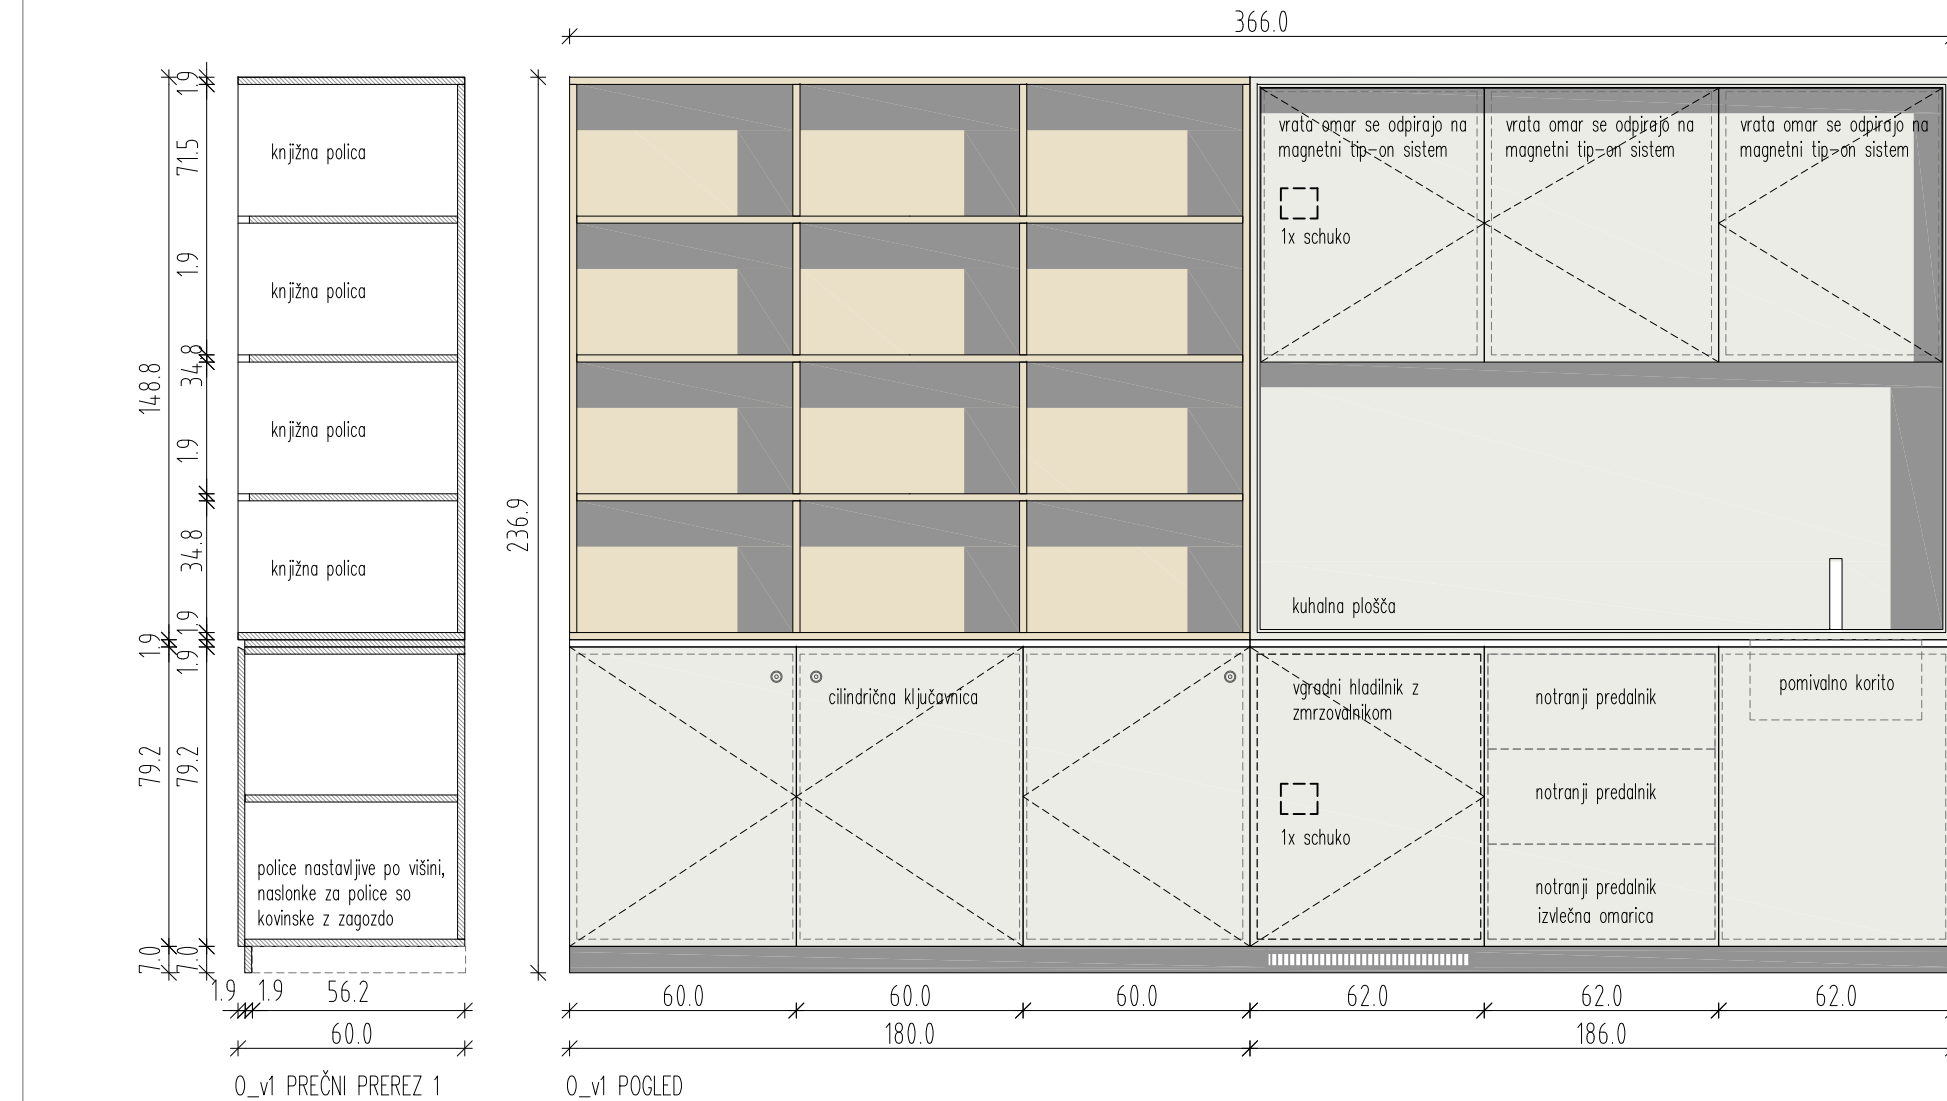 366.0
1.9
71.5
1.9
34.8
1.9
34.8
1.9
1.9
79.2
7.0
148.8
1.9
79.2
7.0
knjižna polica
knjižna polica
knjižna polica
knjižna polica
police nastavljive po višini,
naslonke za police so
kovinske z zagozdo
1.9 1.9 56.2
60.0
O_v1 PREČNI PREREZ 1
236.9
vrata omar se odpirajo na
magnetni tip-on sistem
1x schuko
vrata omar se odpirajo na
magnetni tip-on sistem
vrata omar se odpirajo na
magnetni tip-on sistem
kuhalna plošča
cilindrična ključavnica
vgradni hladilnik z
zmrzovalnikom
1x schuko
notranji predalnik
notranji predalnik
notranji predalnik
izvlečna omarica
pomivalno korito
60.0 60.0 60.0 62.0 62.0 62.0
180.0 186.0
O_v1 POGLED